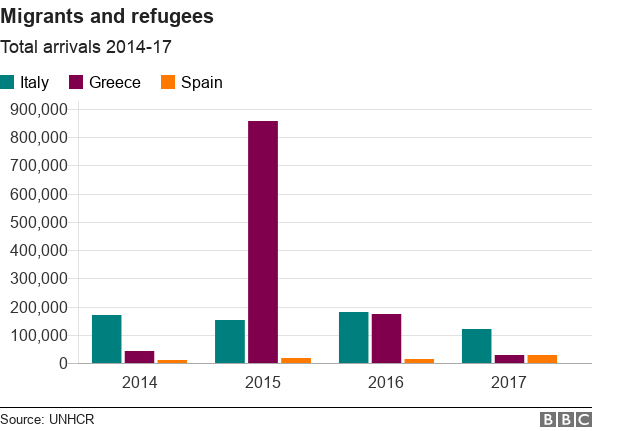 Migrants and refugees
Total arrivals 2014-17
Italy Greece Spain
900,000
800,000
700,000
600,000
500,000
400,000
300,000
200,000
100,000
0
2014 2015 2016 2017
Source: UNHCR BBC